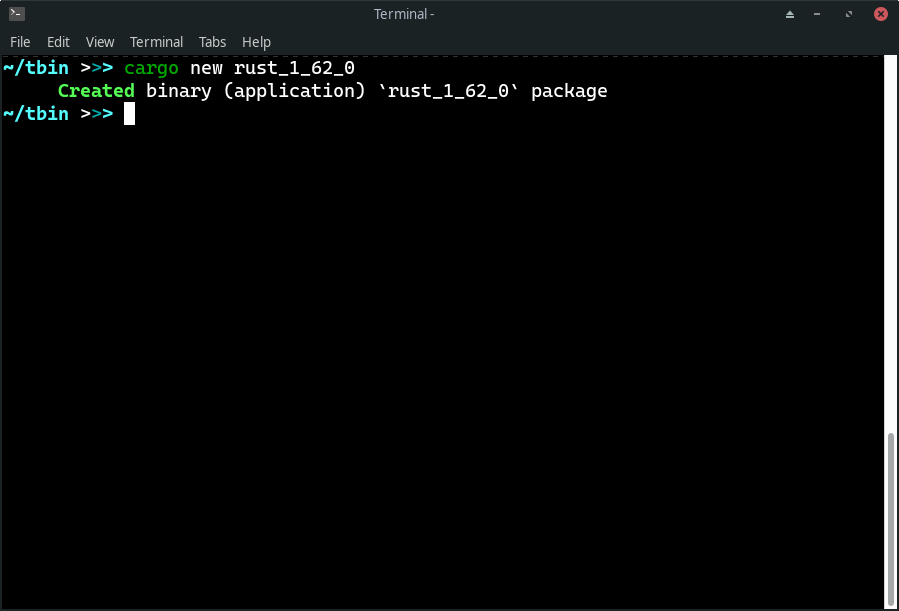 Terminal -
File Edit View Terminal Tabs Help
~/tbin >>> cargo new rust_1_62_0
Created binary (application) `rust_1_62_0` package
~/tbin >>>